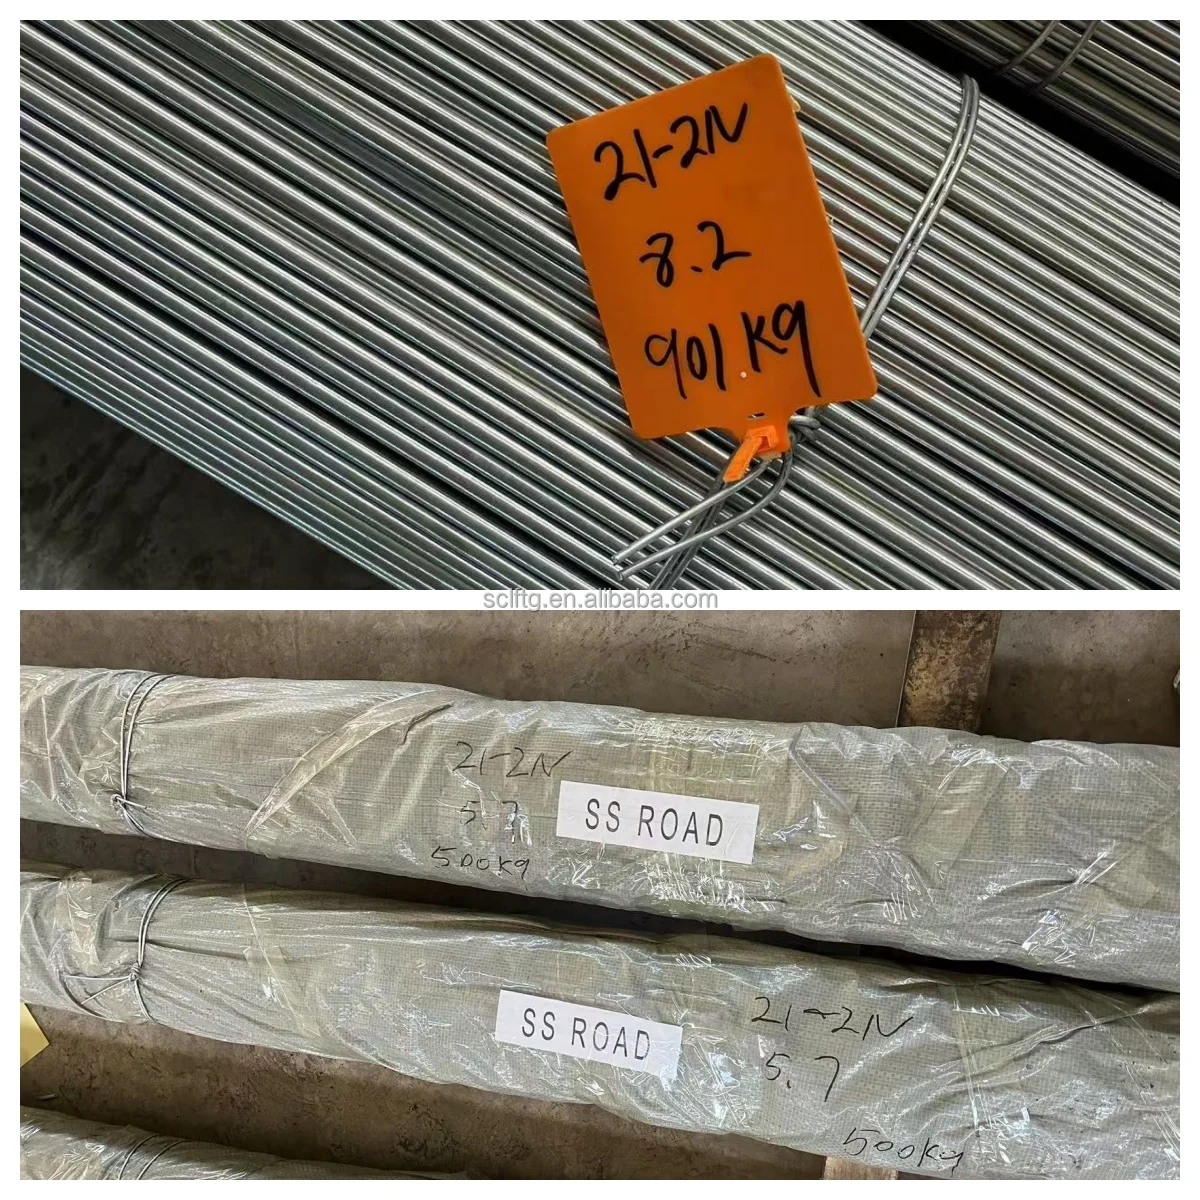 21-2N
8.2
901kg
sclftg.en.alibaba.com
21-2N
5.7
500kg
SS ROAD
SS ROAD
21-2N
5.7
500kg